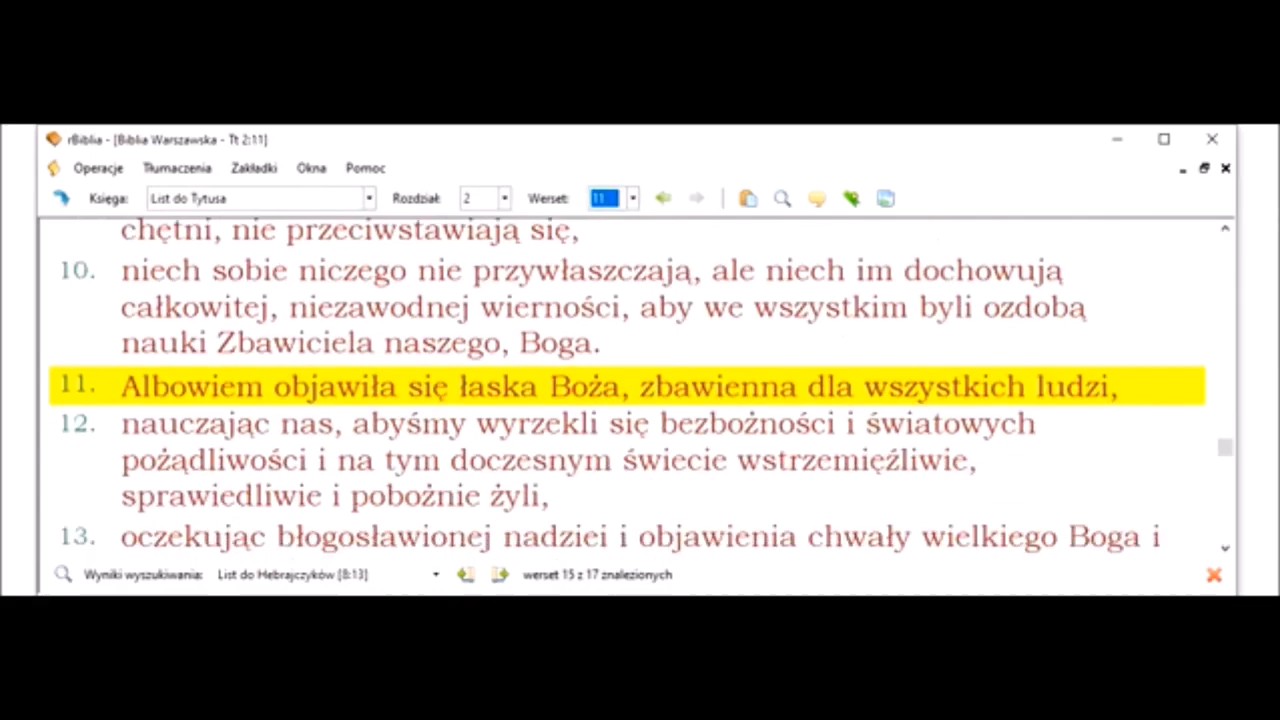 rBiblia - [Biblia Warszawska - Tt 2:11]
Operacje Tłumaczenia Zakładki Okna Pomoc
Księga: List do Tytusa Rozdział: 2 Werset: 11
chętni, nie przeciwstawiają się,
10. niech sobie niczego nie przywłaszczają, ale niech im dochowują
całkowitej, niezawodnej wierności, aby we wszystkim byli ozdobą
nauki Zbawiciela naszego, Boga.
11. Albowiem objawiła się łaska Boża, zbawienna dla wszystkich ludzi,
12. nauczając nas, abyśmy wyrzekli się bezbożności i światowych
pożądliwości i na tym doczesnym świecie wstrzemięźliwie,
sprawiedliwie i pobożnie żyli,
13. oczekując błogosławionej nadziei i objawienia chwały wielkiego Boga i
Wyniki wyszukiwania: List do Hebrajczyków [8:13] werset 15 z 17 znalezionych